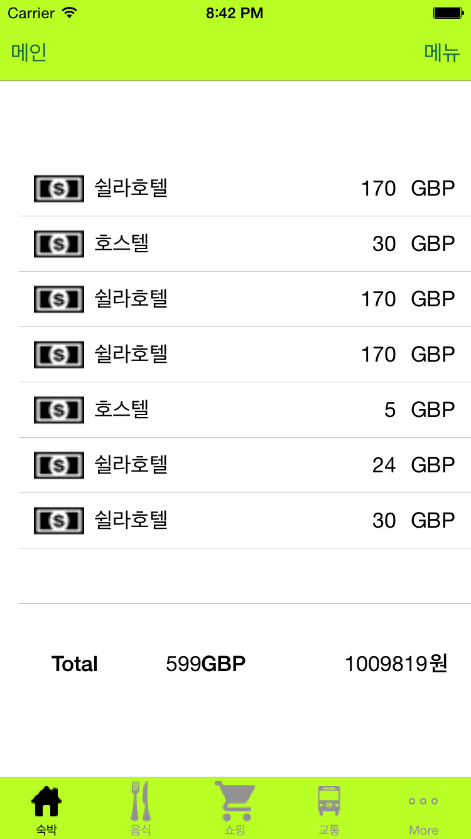 Carrier 8:42 PM
메인 메뉴
쉴라호텔 170 GBP
호스텔 30 GBP
쉴라호텔 170 GBP
쉴라호텔 170 GBP
호스텔 5 GBP
쉴라호텔 24 GBP
쉴라호텔 30 GBP
Total 599GBP 1009819원
숙박 음식 쇼핑 교통 More